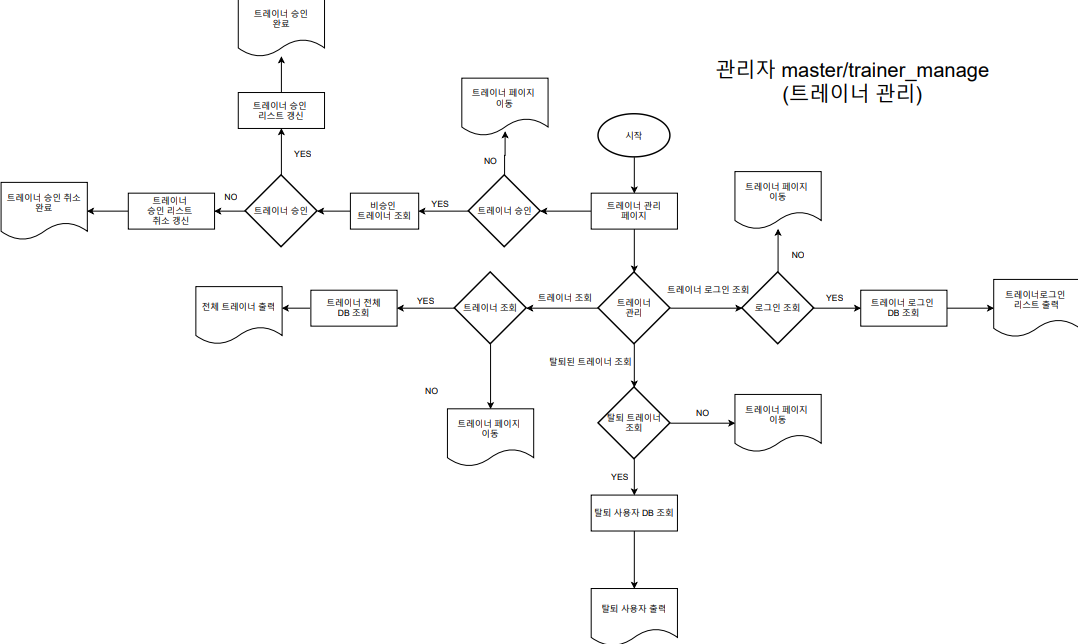 트레이너 승인
완료
관리자 master/trainer_manage
(트레이너 관리)
트레이너 페이지
이동
트레이너 승인
리스트 갱신
시작
YES
NO
트레이너 승인 취소
완료
트레이너
승인 리스트
취소 갱신
NO
트레이너 승인
비승인
트레이너 조회
YES
트레이너 승인
트레이너 관리
페이지
트레이너 페이지
이동
NO
전체 트레이너 출력
트레이너 전체
DB 조회
YES
트레이너 조회
트레이너 조회
트레이너
관리
트레이너 로그인 조회
로그인 조회
YES
트레이너 로그인
DB 조회
트레이너로그인
리스트 출력
탈퇴된 트레이너 조회
NO
트레이너 페이지
이동
탈퇴 트레이너
조회
NO
트레이너 페이지
이동
YES
탈퇴 사용자 DB 조회
탈퇴 사용자 출력